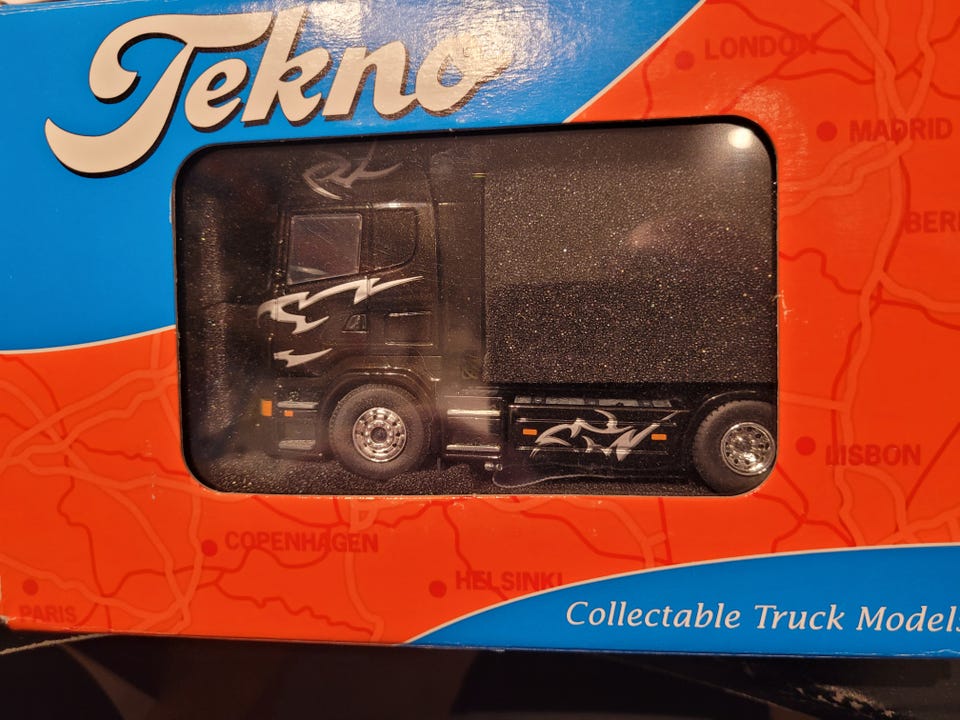 Tekno
LONDON
MADRID
LISBON
COPENHAGEN
HELSINKI
PARIS
Collectable Truck Models